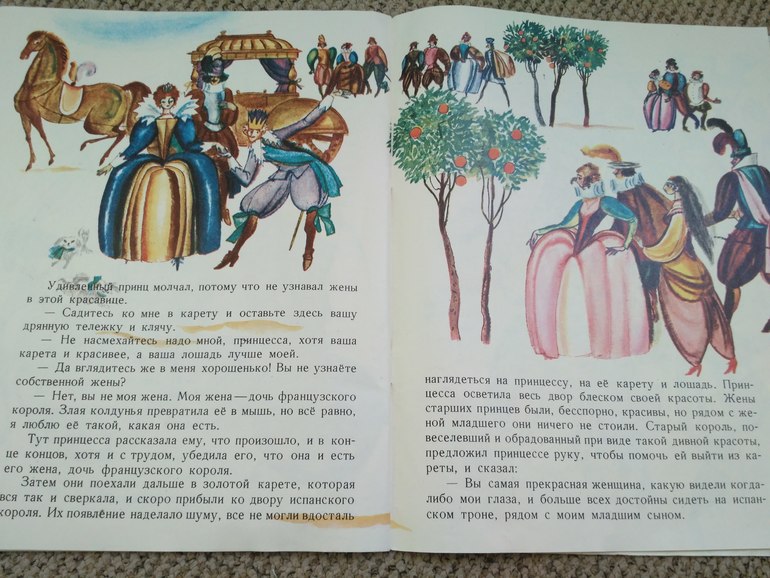 Удивленный принц молчал, потому что не узнавал жены
в этой красавице.
— Садитесь ко мне в карету и оставьте здесь вашу
дрянную тележку и клячу.
— Не насмехайтесь надо мной, принцесса, хотя ваша
карета и красивее, а ваша лошадь лучше моей.
— Да вглядитесь же в меня хорошенько! Вы не узнаёте
собственной жены?
— Нет, вы не моя жена. Моя жена — дочь французского
короля. Злая колдунья превратила её в мышь, но всё равно,
я люблю её такой, какая она есть.
Тут принцесса рассказала ему, что произошло, и в кон-
це концов, хотя и с трудом, убедила его, что она и есть
его жена, дочь французского короля.
Затем они поехали дальше в золотой карете, которая
вся так и сверкала, и скоро прибыли ко двору испанского
короля. Их появление наделало шуму, все не могли вдосталь
наглядеться на принцессу, на её карету и лошадь. Прин-
цесса осветила весь двор блеском своей красоты. Жены
старших принцев были, бесспорно, красивы, но рядом с же-
ной младшего они ничего не стоили. Старый король, по-
веселевший и обрадованный при виде такой дивной красоты,
предложил принцессе руку, чтобы помочь ей выйти из ка-
реты, и сказал:
— Вы самая прекрасная женщина, какую видели когда-
либо мои глаза, и больше всех достойны сидеть на испан-
ском троне, рядом с моим младшим сыном.